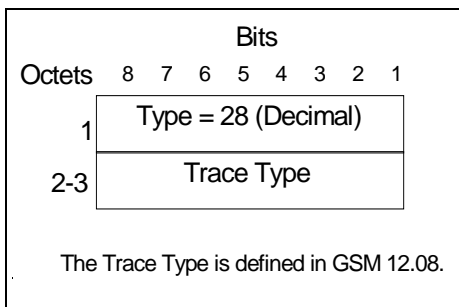 Bits
Octets 8 7 6 5 4 3 2 1
1 Type = 28 (Decimal)
2-3 Trace Type
The Trace Type is defined in GSM 12.08.
.